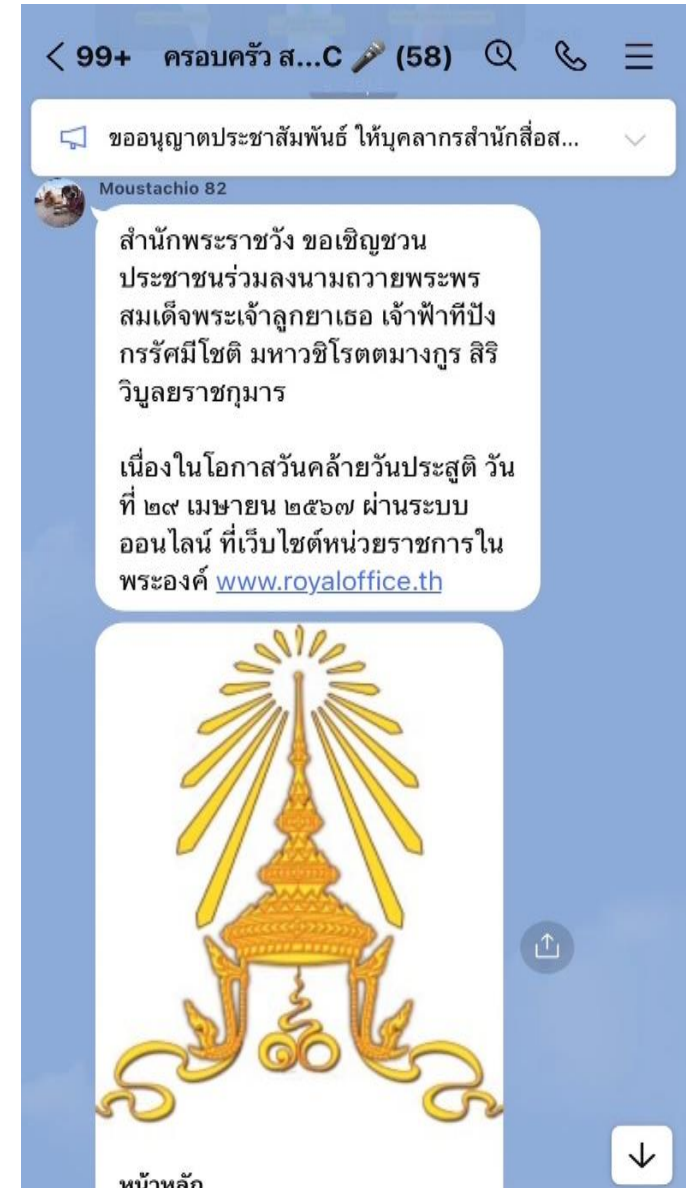 99+ ครอบครัว ส...C 🎤 (58)
ขออนุญาตประชาสัมพันธ์ ให้บุคลากรสำนักสื่อส...
Moustachio 82
สำนักพระราชวัง ขอเชิญชวน
ประชาชนร่วมลงนามถวายพระพร
สมเด็จพระเจ้าลูกยาเธอ เจ้าฟ้าทีปัง
กรรัศมีโชติ มหาวชิโรตตมางกูร สิริ
วิบูลยราชกุมาร
เนื่องในโอกาสวันคล้ายวันประสูติ วัน
ที่ ๒๙ เมษายน ๒๕๖๗ ผ่านระบบ
ออนไลน์ ที่เว็บไซต์หน่วยราชการใน
พระองค์ www.royaloffice.th
๑๐
หน้าหลัก